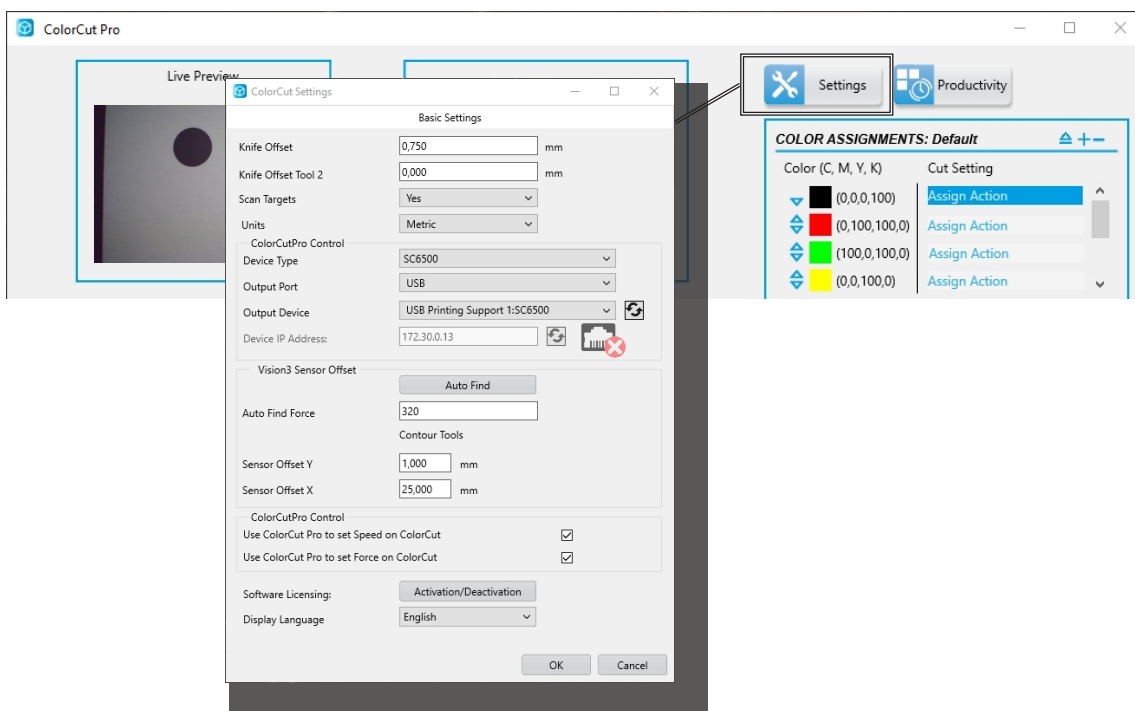 ColorCut Pro
Live Preview
Settings
Productivity
COLOR ASSIGNMENTS: Default
Color (C, M, Y, K) Cut Setting
(0,0,0,100) Assign Action
(0,100,100,0) Assign Action
(100,0,100,0) Assign Action
(0,0,100,0) Assign Action
ColorCut Settings
Basic Settings
Knife Offset 0,750 mm
Knife Offset Tool 2 0,000 mm
Scan Targets Yes
Units Metric
ColorCutPro Control
Device Type SC6500
Output Port USB
Output Device USB Printing Support 1:SC6500
Device IP Address: 172.30.0.13
Vision3 Sensor Offset
Auto Find
Auto Find Force 320
Contour Tools
Sensor Offset Y 1,000 mm
Sensor Offset X 25,000 mm
ColorCutPro Control
Use ColorCut Pro to set Speed on ColorCut
Use ColorCut Pro to set Force on ColorCut
Software Licensing: Activation/Deactivation
Display Language English
OK Cancel